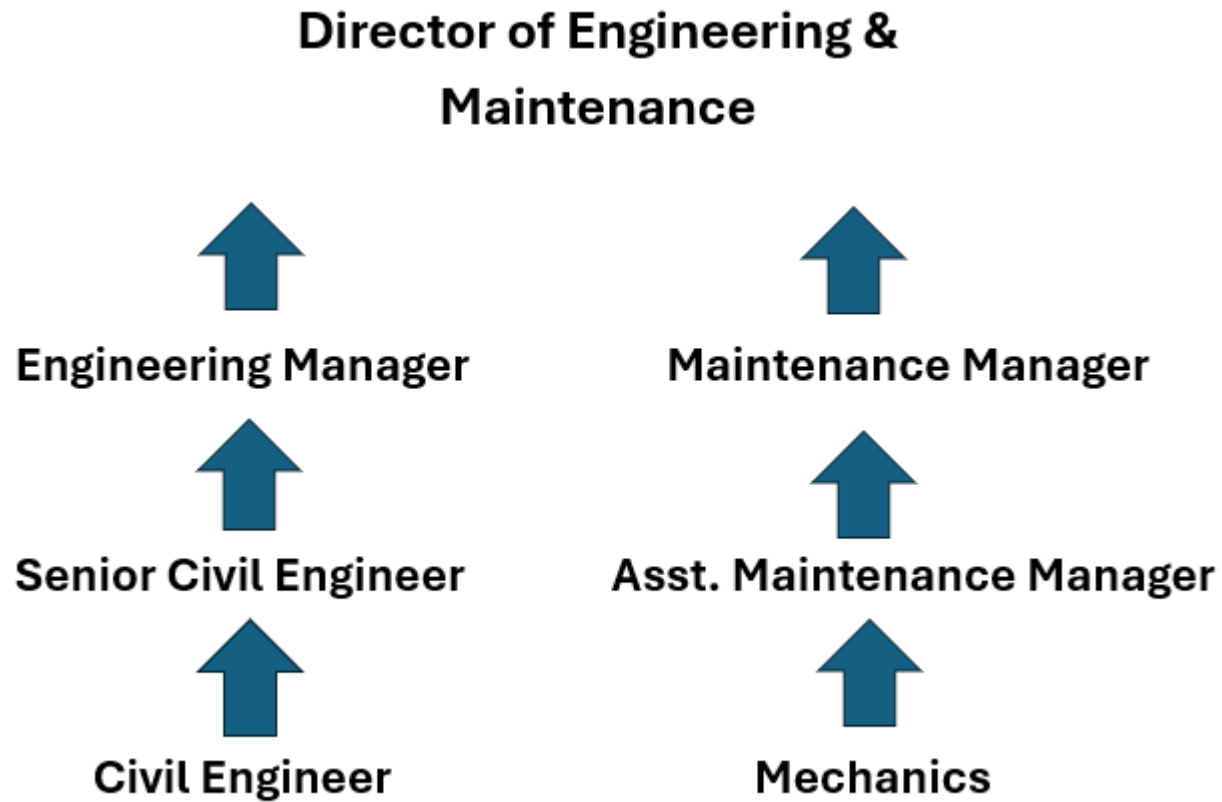 Director of Engineering &
Maintenance
Engineering Manager
Maintenance Manager
Senior Civil Engineer
Asst. Maintenance Manager
Civil Engineer
Mechanics